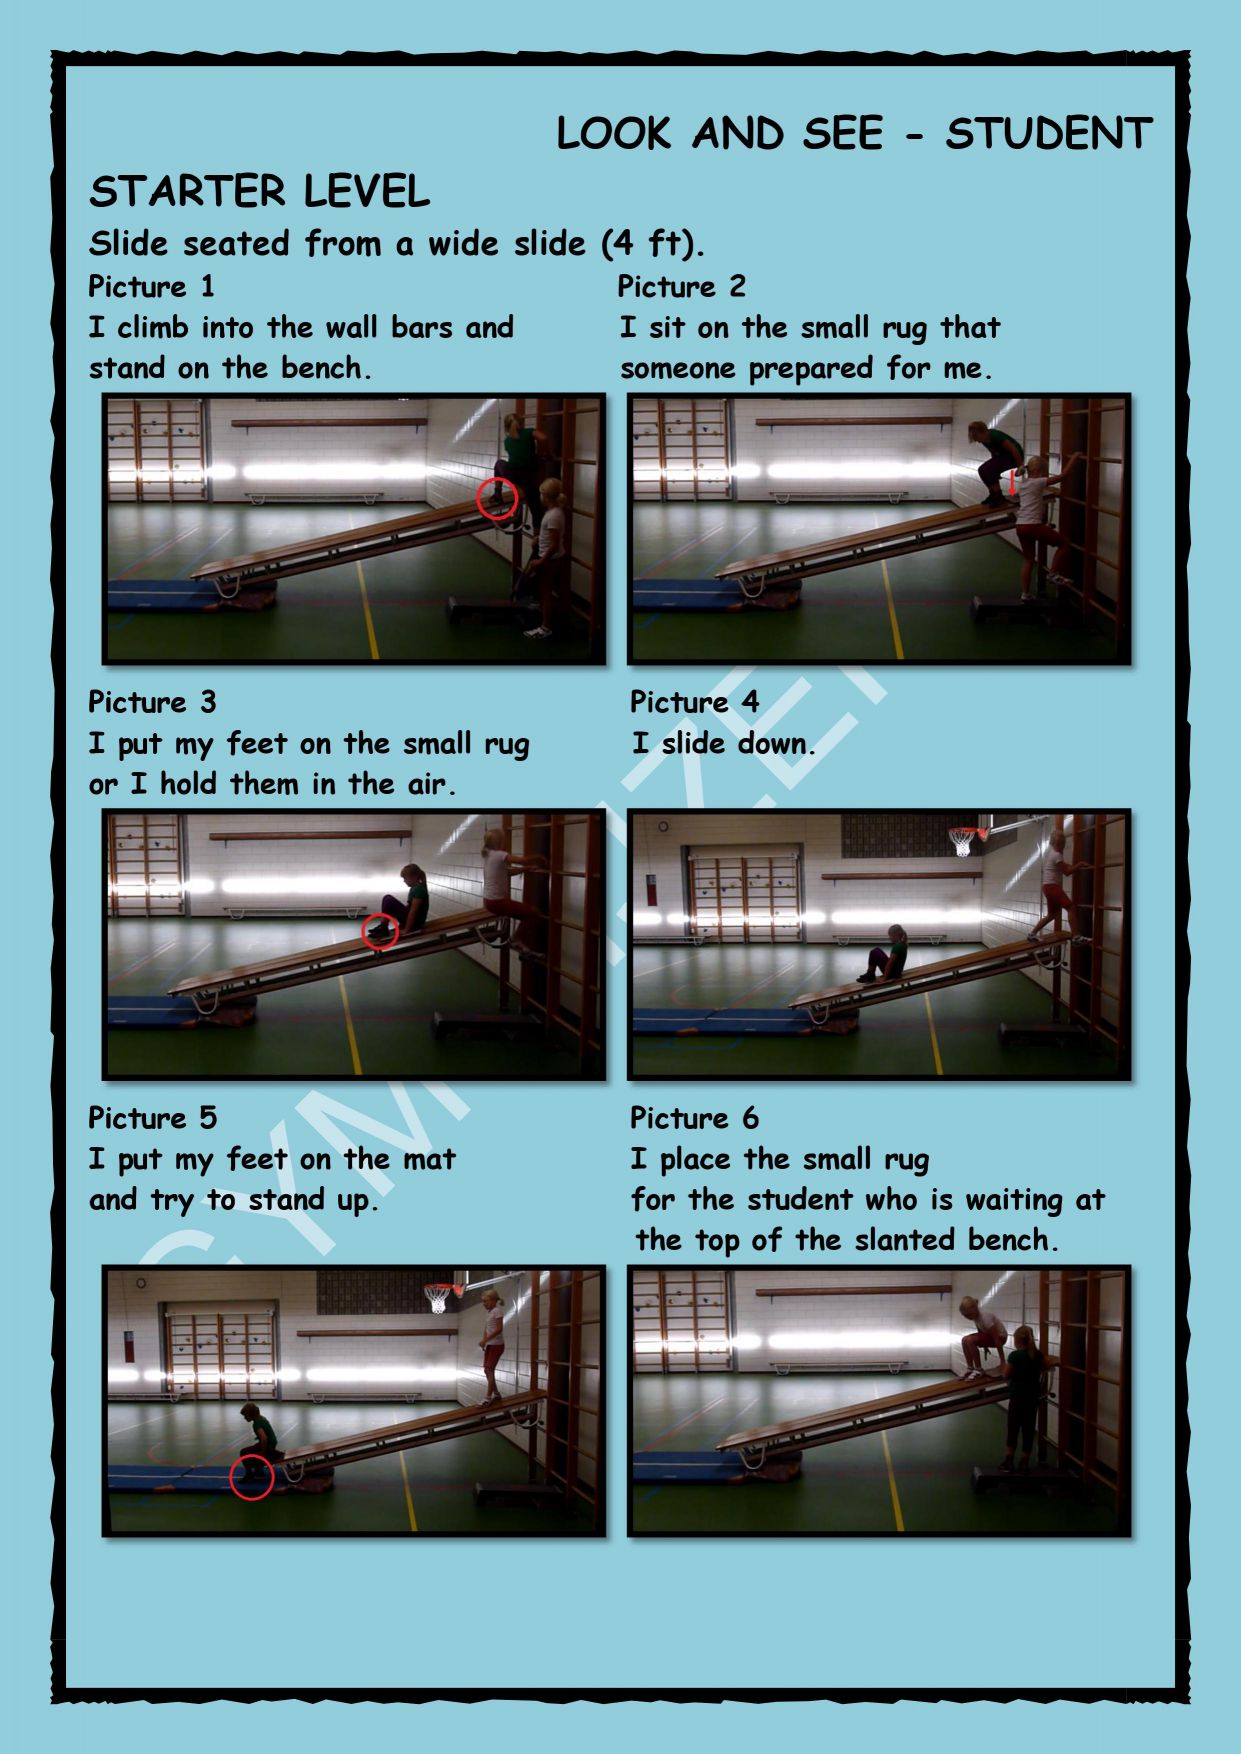 LOOK AND SEE - STUDENT
STARTER LEVEL
Slide seated from a wide slide (4 ft).
Picture 1
I climb into the wall bars and
stand on the bench.
Picture 2
I sit on the small rug that
someone prepared for me.
Picture 3
I put my feet on the small rug
or I hold them in the air.
Picture 4
I slide down.
Picture 5
I put my feet on the mat
and try to stand up.
Picture 6
I place the small rug
for the student who is waiting at
the top of the slanted bench.